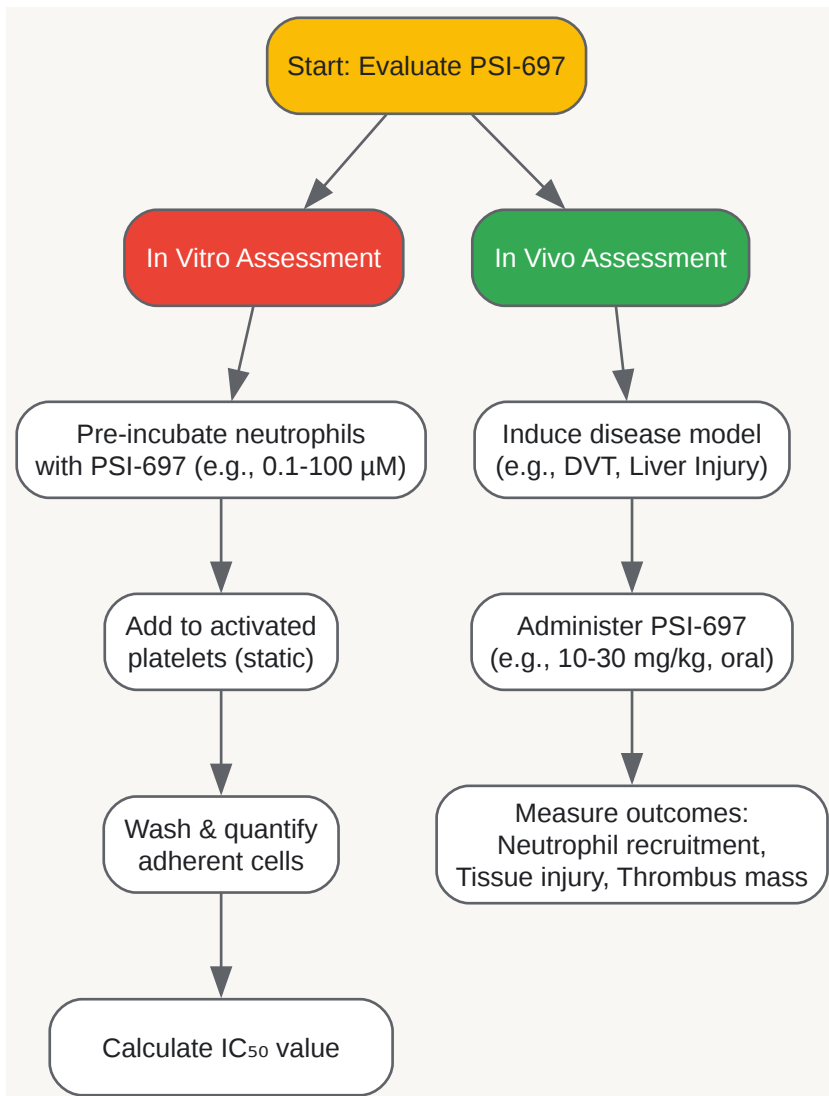 Start: Evaluate PSI-697
In Vitro Assessment
In Vivo Assessment
Pre-incubate neutrophils
with PSI-697 (e.g., 0.1-100 µM)
Induce disease model
(e.g., DVT, Liver Injury)
Add to activated
platelets (static)
Administer PSI-697
(e.g., 10-30 mg/kg, oral)
Wash & quantify
adherent cells
Measure outcomes:
Neutrophil recruitment,
Tissue injury, Thrombus mass
Calculate IC₅₀ value